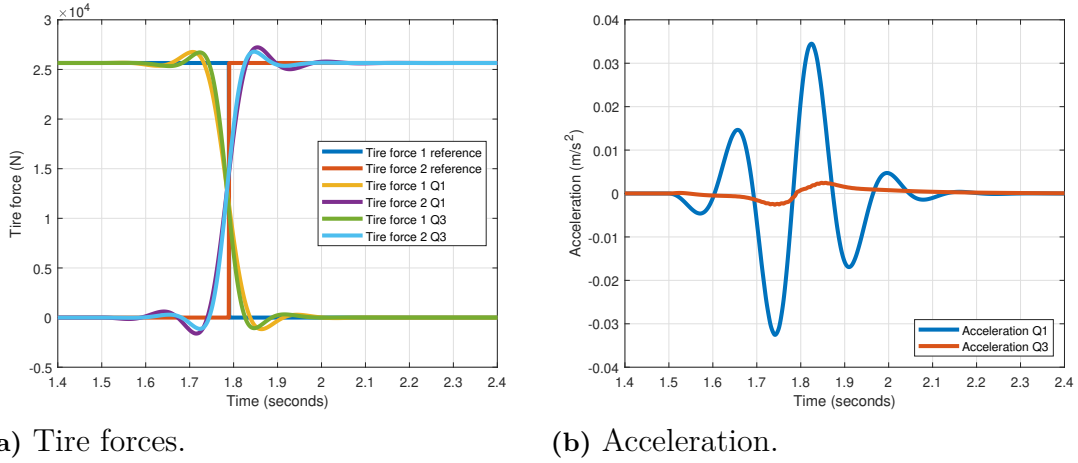 ×10⁴
3
2.5
2
1.5
1
0.5
0
-0.5
Tire force (N)
1.4 1.5 1.6 1.7 1.8 1.9 2 2.1 2.2 2.3 2.4
Time (seconds)
Tire force 1 reference
Tire force 2 reference
Tire force 1 Q1
Tire force 2 Q1
Tire force 1 Q3
Tire force 2 Q3
a) Tire forces.
0.04
0.03
0.02
0.01
0
-0.01
-0.02
-0.03
-0.04
Acceleration (m/s²)
1.4 1.5 1.6 1.7 1.8 1.9 2 2.1 2.2 2.3 2.4
Time (seconds)
Acceleration Q1
Acceleration Q3
(b) Acceleration.